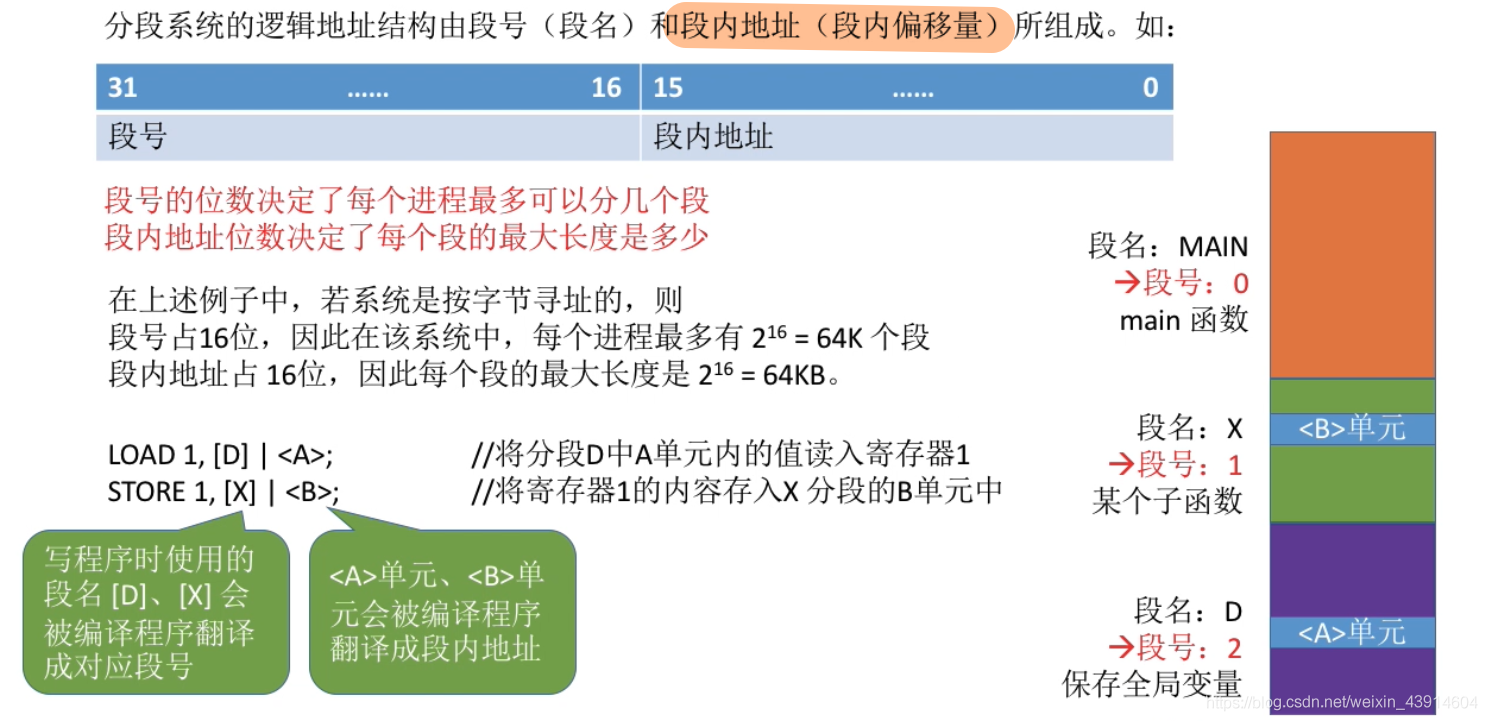 分段系统的逻辑地址结构由段号（段名）和段内地址（段内偏移量）所组成。如：
31 …… 16 15 …… 0
段号 段内地址
段号的位数决定了每个进程最多可以分几个段
段内地址位数决定了每个段的最大长度是多少
在上述例子中，若系统是按字节寻址的，则
段号占16位，因此在该系统中，每个进程最多有 2¹⁶ = 64K 个段
段内地址占 16位，因此每个段的最大长度是 2¹⁶ = 64KB。
LOAD 1, [D] | <A>; //将分段D中A单元内的值读入寄存器1
STORE 1, [X] | <B>; //将寄存器1的内容存入X 分段的B单元中
写程序时使用的
段名 [D]、[X] 会
被编译程序翻译
成对应段号
<A>单元、<B>单
元会被编译程序
翻译成段内地址
段名：MAIN
→段号：0
main 函数
段名：X
→段号：1
某个子函数
<B>单元
段名：D
→段号：2
保存全局变量
<A>单元
https://blog.csdn.net/weixin_43914604